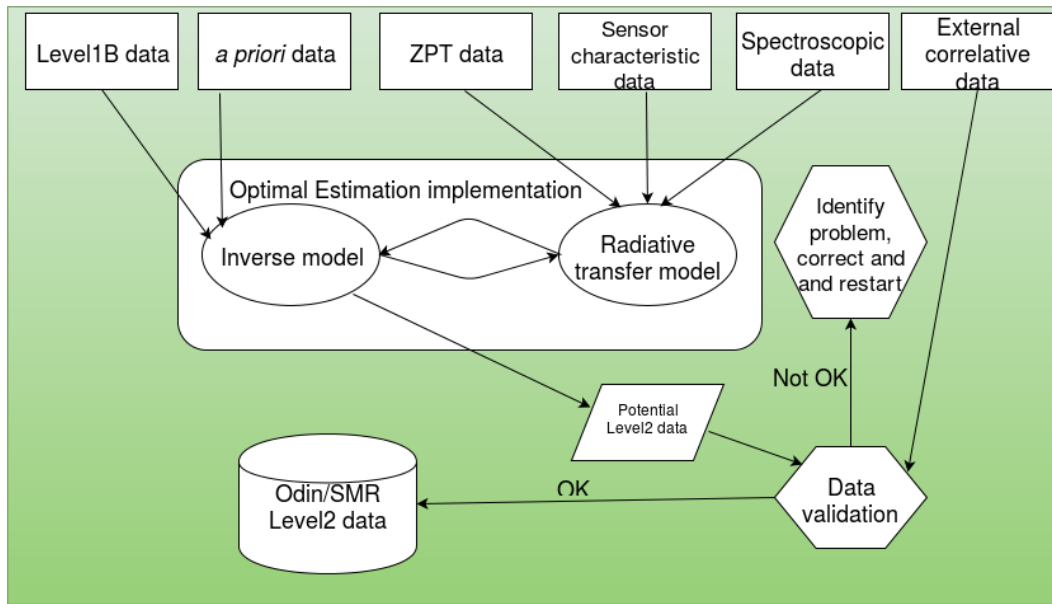 Level1B data
a priori data
ZPT data
Sensor
characteristic
data
Spectroscopic
data
External
correlative
data
Optimal Estimation implementation
Inverse model
Radiative
transfer model
Identify
problem,
correct and
and restart
Not OK
Potential
Level2 data
OK
Data
validation
Odin/SMR
Level2 data